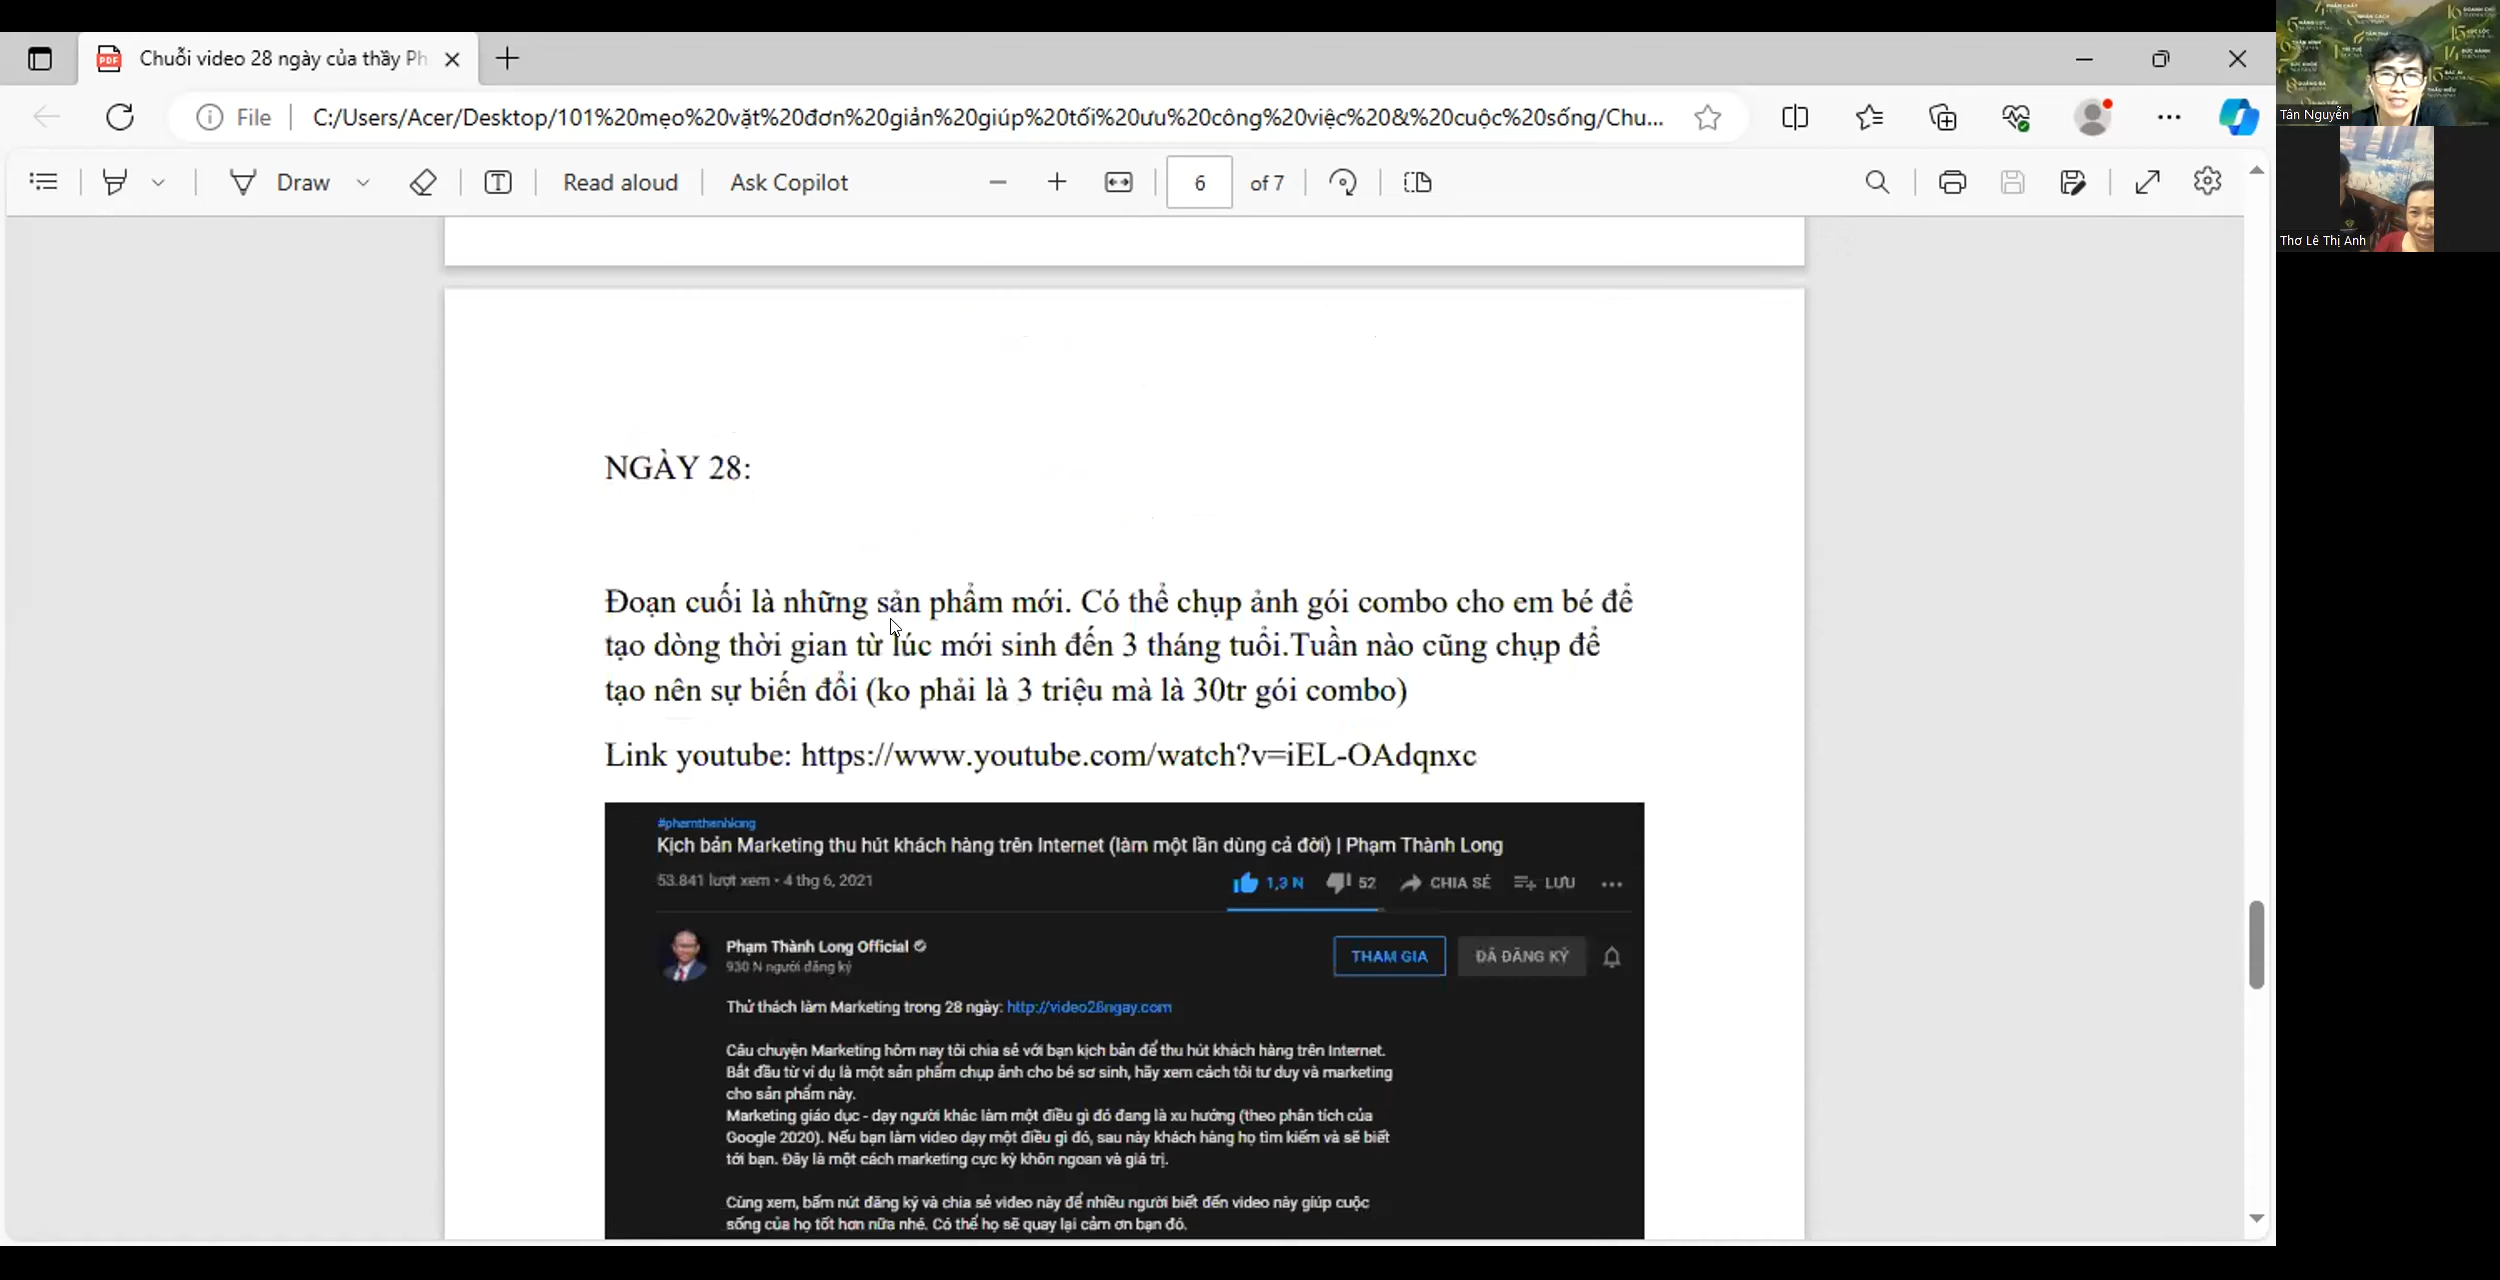 Chuỗi video 28 ngày của thầy Ph
File
C:/Users/Acer/Desktop/101%20mẹo%20vặt%20đơn%20giản%20giúp%20tối%20ưu%20công%20việc%20&%20cuộc%20sống/Chu...
Draw
Read aloud
Ask Copilot
6
of 7
NGÀY 28:
Đoạn cuối là những sản phẩm mới. Có thể chụp ảnh gói combo cho em bé để
tạo dòng thời gian từ lúc mới sinh đến 3 tháng tuổi.Tuần nào cũng chụp để
tạo nên sự biến đổi (ko phải là 3 triệu mà là 30tr gói combo)
Link youtube: https://www.youtube.com/watch?v=iEL-OAdqnxc
#phamthanhlong
Kịch bản Marketing thu hút khách hàng trên Internet (làm một lần dùng cả đời) | Phạm Thành Long
53.841 lượt xem • 4 thg 6, 2021
1,3 N
52
CHIA SẺ
LƯU
Phạm Thành Long Official
930 N người đăng ký
THAM GIA
ĐÃ ĐĂNG KÝ
Thử thách làm Marketing trong 28 ngày: http://video28ngay.com
Câu chuyện Marketing hôm nay tôi chia sẻ với bạn kịch bản để thu hút khách hàng trên Internet.
Bắt đầu từ ví dụ là một sản phẩm chụp ảnh cho bé sơ sinh, hãy xem cách tôi tư duy và marketing
cho sản phẩm này.
Marketing giáo dục - dạy người khác làm một điều gì đó đang là xu hướng (theo phân tích của
Google 2020). Nếu bạn làm video dạy một điều gì đó, sau này khách hàng họ tìm kiếm và sẽ biết
tới bạn. Đây là một cách marketing cực kỳ khôn ngoan và giá trị.
Cùng xem, bấm nút đăng ký và chia sẻ video này để nhiều người biết đến video này giúp cuộc
sống của họ tốt hơn nữa nhé. Có thể họ sẽ quay lại cảm ơn bạn đó.
Tân Nguyễn
Thơ Lê Thị Anh